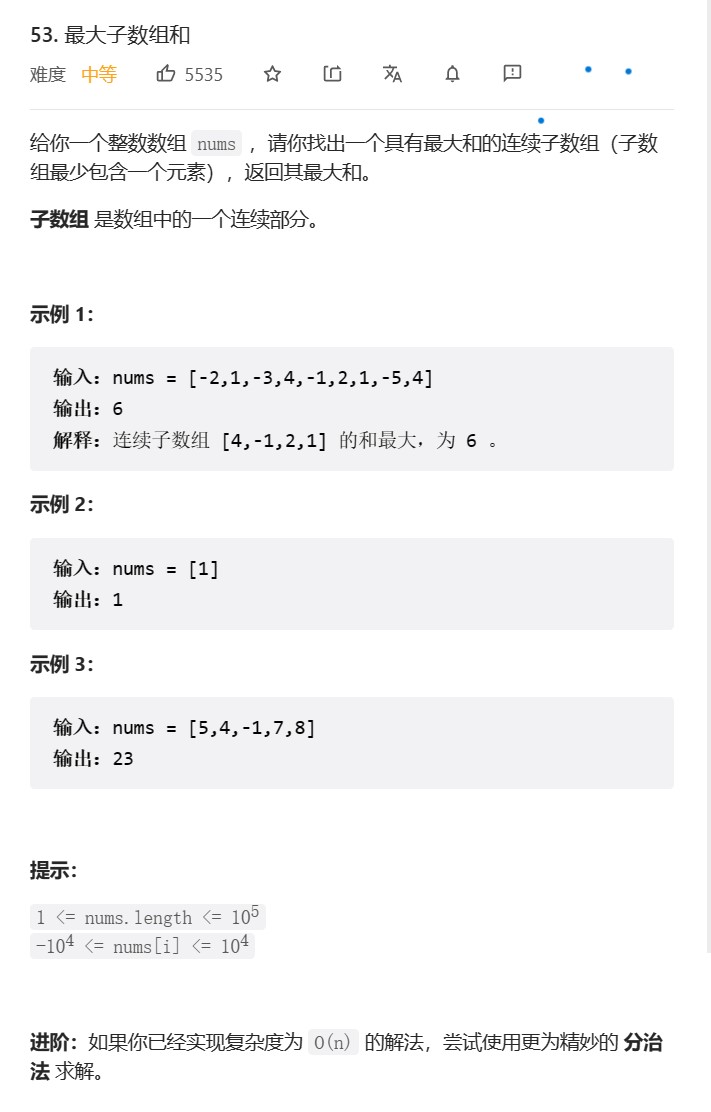 53. 最大子数组和
难度 中等 5535 文A
给你一个整数数组 nums ，请你找出一个具有最大和的连续子数组（子数
组最少包含一个元素），返回其最大和。
子数组 是数组中的一个连续部分。
示例 1：
输入：nums = [-2,1,-3,4,-1,2,1,-5,4]
输出：6
解释：连续子数组 [4,-1,2,1] 的和最大，为 6 。
示例 2：
输入：nums = [1]
输出：1
示例 3：
输入：nums = [5,4,-1,7,8]
输出：23
提示：
1 <= nums.length <= 10⁵
-10⁴ <= nums[i] <= 10⁴
进阶：如果你已经实现复杂度为 O(n) 的解法，尝试使用更为精妙的 分治
法 求解。